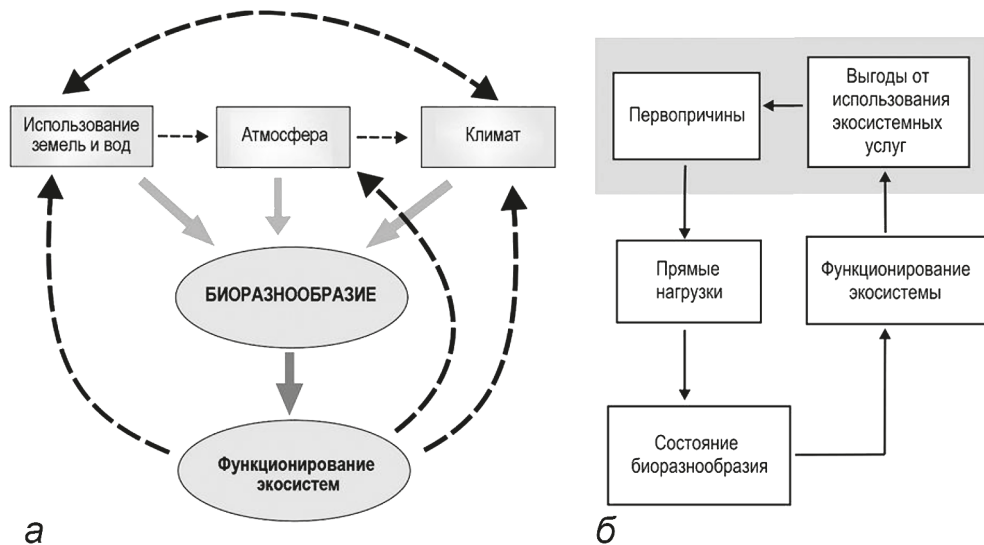 Использование
земель и вод
Атмосфера
Климат
БИОРАЗНООБРАЗИЕ
Функционирование
экосистем
а
Первопричины
Выгоды от
использования
экосистемных
услуг
Прямые
нагрузки
Функционирование
экосистемы
Состояние
биоразнообразия
б